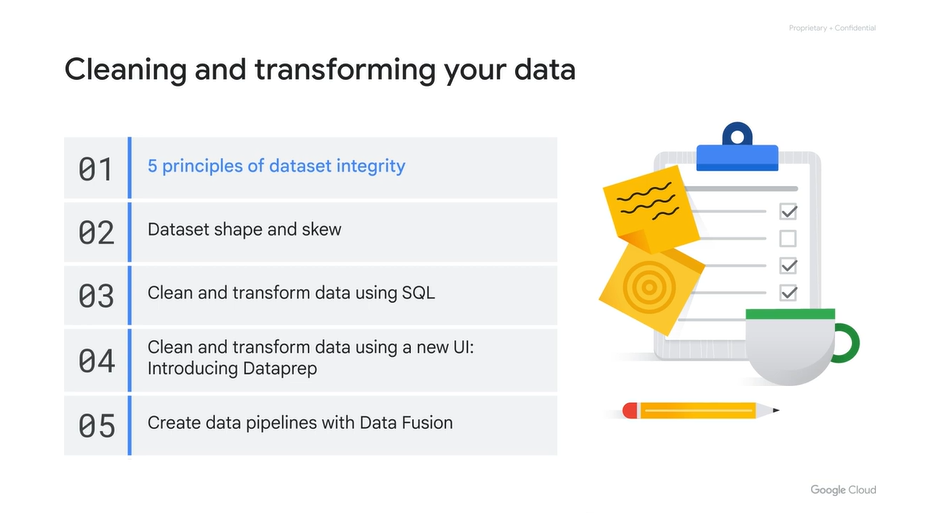 Proprietary + Confidential
Cleaning and transforming your data
01
5 principles of dataset integrity
02
Dataset shape and skew
03
Clean and transform data using SQL
04
Clean and transform data using a new UI:
Introducing Dataprep
05
Create data pipelines with Data Fusion
Google Cloud